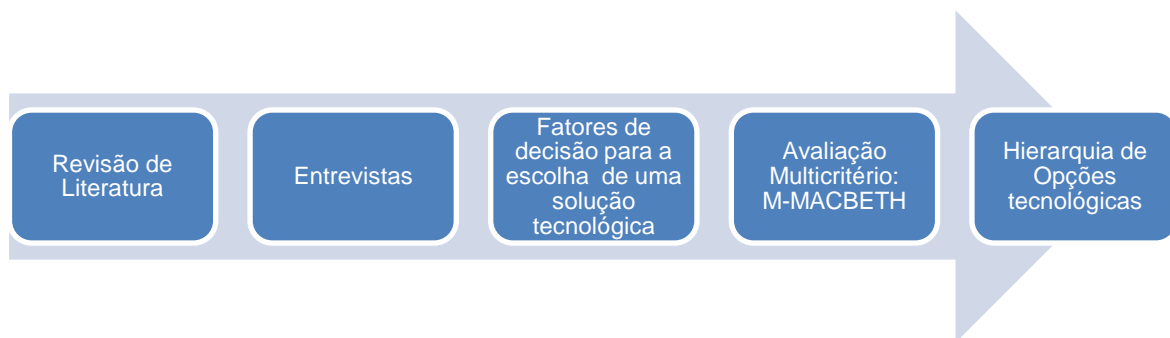 Revisão de
Literatura
Entrevistas
Fatores de
decisão para a
escolha de uma
solução
tecnológica
Avaliação
Multicritério:
M-MACBETH
Hierarquia de
Opções
tecnológicas